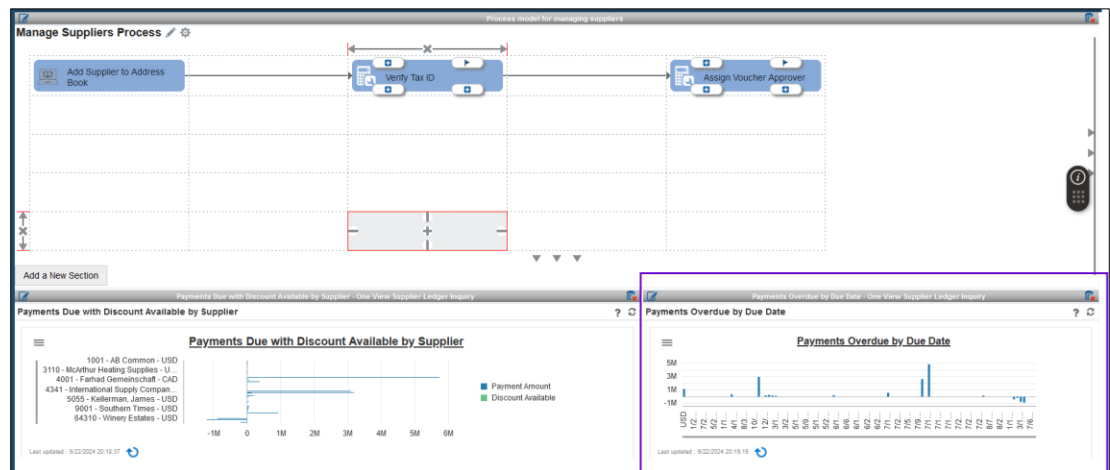 Process model for managing suppliers
Manage Suppliers Process
Add Supplier to Address
Book
Verify Tax ID
Assign Voucher Approver
Add a New Section
Payments Due with Discount Available by Supplier - One View Supplier Ledger Inquiry
Payments Due with Discount Available by Supplier
?
Payments Due with Discount Available by Supplier
1001 - AB Common - USD
3110 - McArthur Heating Supplies - U...
4001 - Farhad Gemeinschaft - CAD
4341 - International Supply Compan...
5055 - Kellerman, James - USD
9001 - Southern Times - USD
64310 - Winery Estates - USD
-1M 0 1M 2M 3M 4M 5M 6M
Payment Amount
Discount Available
Last updated : 9/22/2024 20:18:37
Payments Overdue by Due Date - One View Supplier Ledger Inquiry
Payments Overdue by Due Date
?
Payments Overdue by Due Date
5M
3M
1M
-1M
USD
Last updated : 9/22/2024 20:19:19